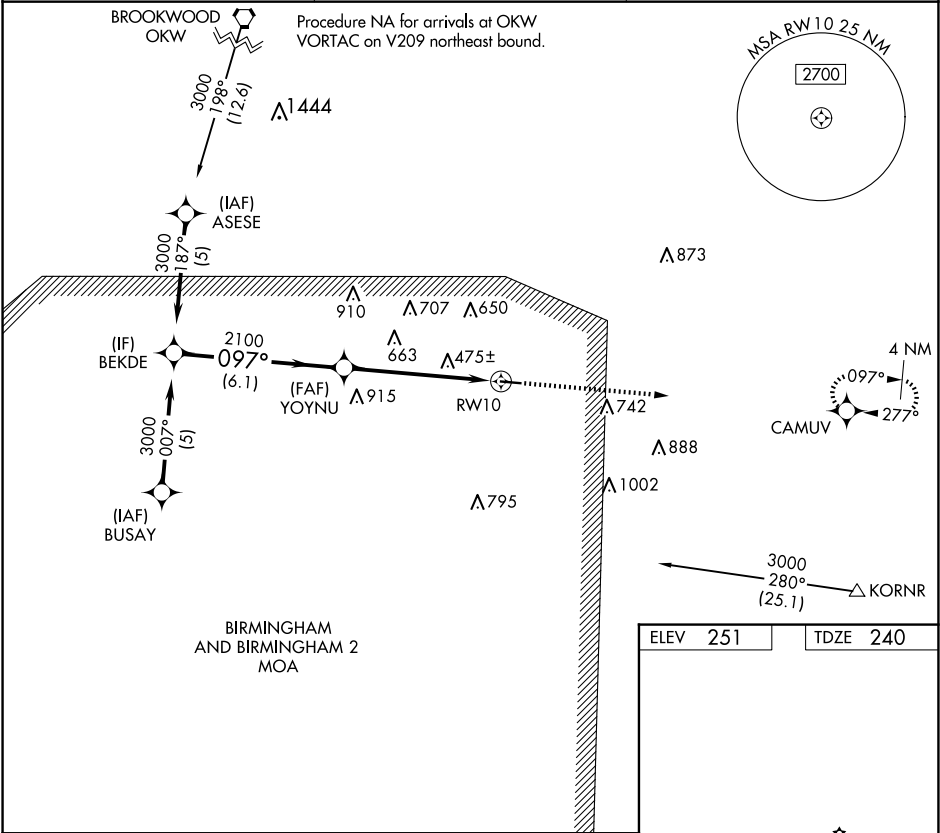 BROOKWOOD
OKW
Procedure NA for arrivals at OKW
VORTAC on V209 northeast bound.
MSA RW10 25 NM
2700
3000
198°
(12.6)
1444
(IAF)
ASESE
3000
187°
(5)
873
910
707
650
663
475±
(IF)
BEKDE
2100
097°
(6.1)
(FAF)
YOYNU
915
RW10
742
4 NM
097°
277°
CAMUV
3000
007°
(5)
888
1002
795
(IAF)
BUSAY
3000
280°
(25.1)
KORNR
BIRMINGHAM
AND BIRMINGHAM 2
MOA
ELEV 251
TDZE 240